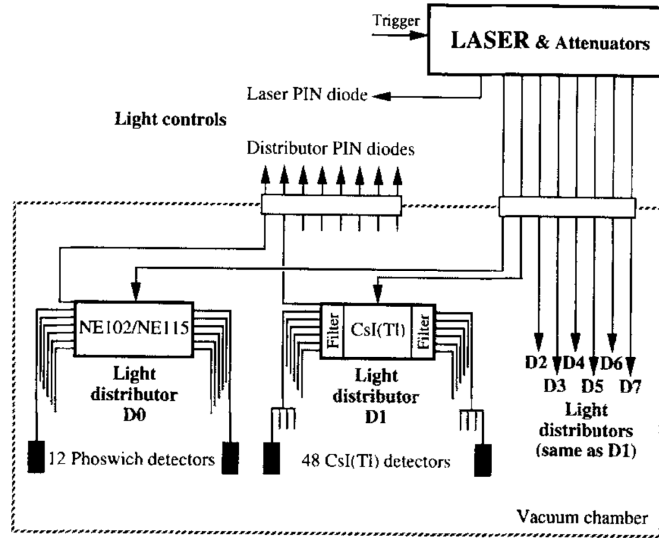 Trigger
LASER & Attenuators
Laser PIN diode
Light controls
Distributor PIN diodes
NE102/NE115
Filter
CsI(Tl)
Filter
Light
distributor
D0
Light
distributor
D1
D2
D4
D6
D3
D5
D7
Light
distributors
(same as D1)
12 Phoswich detectors
48 CsI(Tl) detectors
Vacuum chamber